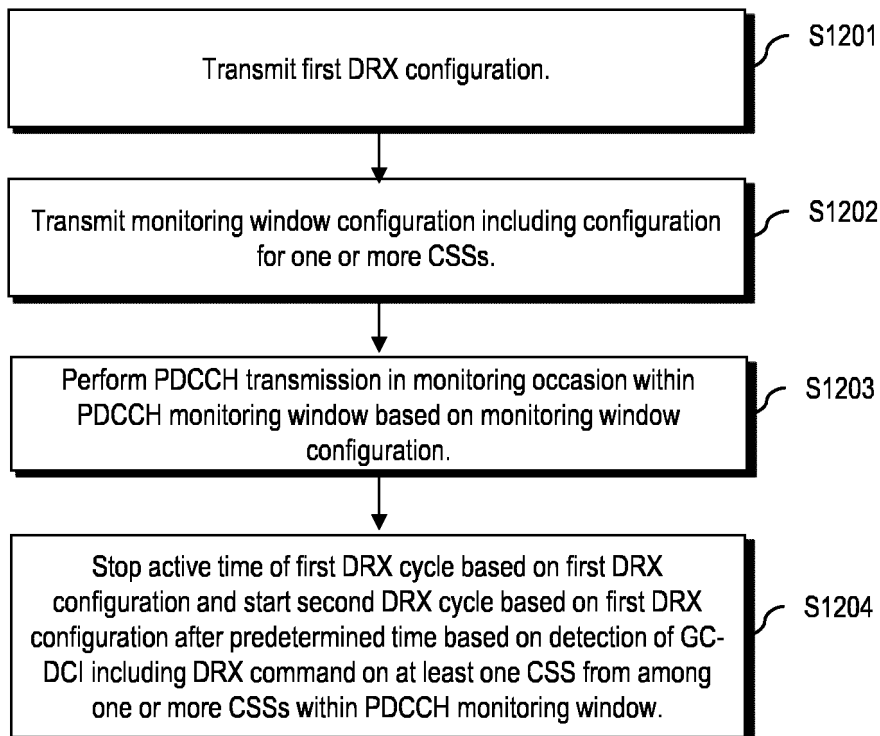 Transmit first DRX configuration.
S1201
Transmit monitoring window configuration including configuration
for one or more CSSs.
S1202
Perform PDCCH transmission in monitoring occasion within
PDCCH monitoring window based on monitoring window
configuration.
S1203
Stop active time of first DRX cycle based on first DRX
configuration and start second DRX cycle based on first DRX
configuration after predetermined time based on detection of GC-
DCI including DRX command on at least one CSS from among
one or more CSSs within PDCCH monitoring window.
S1204